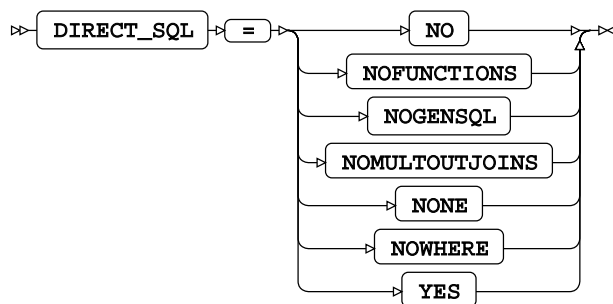 DIRECT_SQL = NO
NOFUNCTIONS
NOGENSQL
NOMULTOUTJOINS
NONE
NOWHERE
YES